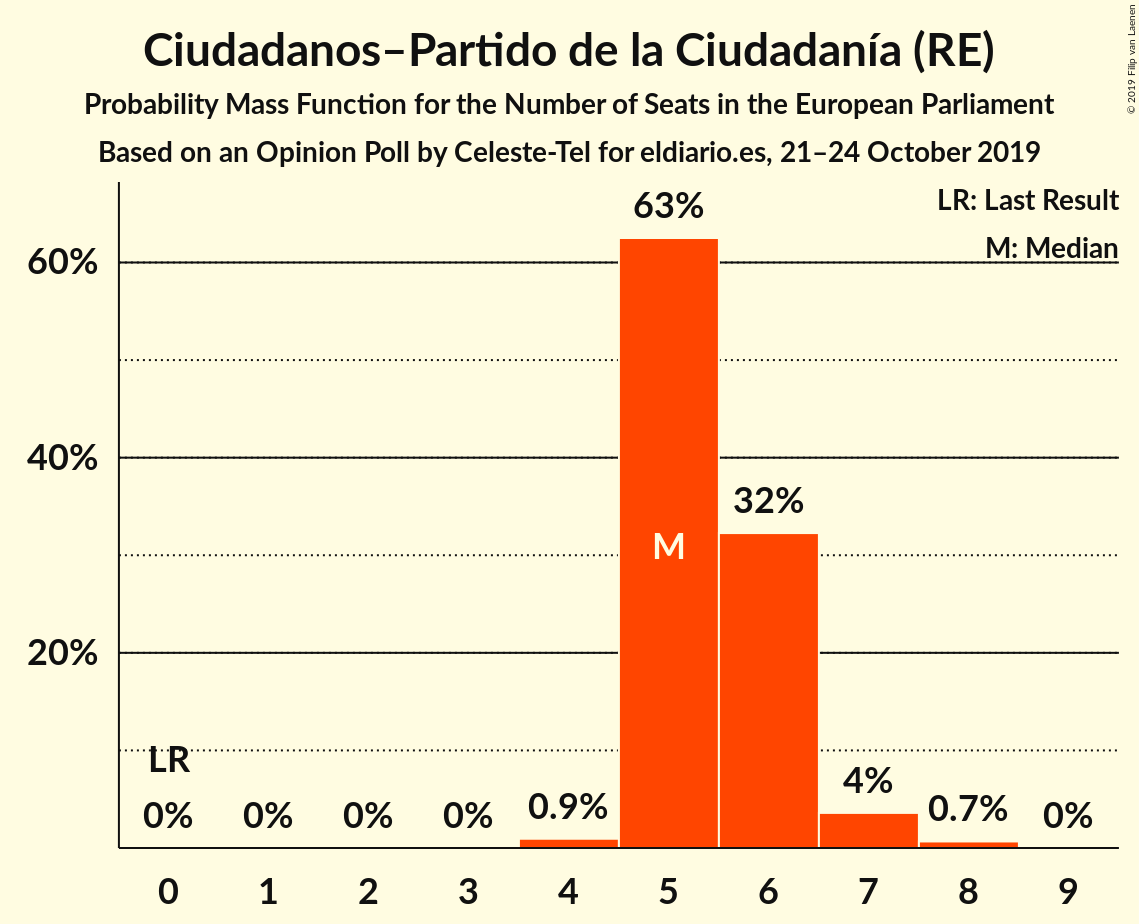 Ciudadanos–Partido de la Ciudadanía (RE)
Probability Mass Function for the Number of Seats in the European Parliament
Based on an Opinion Poll by Celeste-Tel for eldiario.es, 21–24 October 2019
© 2019 Filip van Laenen
LR: Last Result
M: Median
60%
40%
20%
63%
32%
M
LR
0%
0%
0%
0%
0.9%
4%
0.7%
0%
0 1 2 3 4 5 6 7 8 9